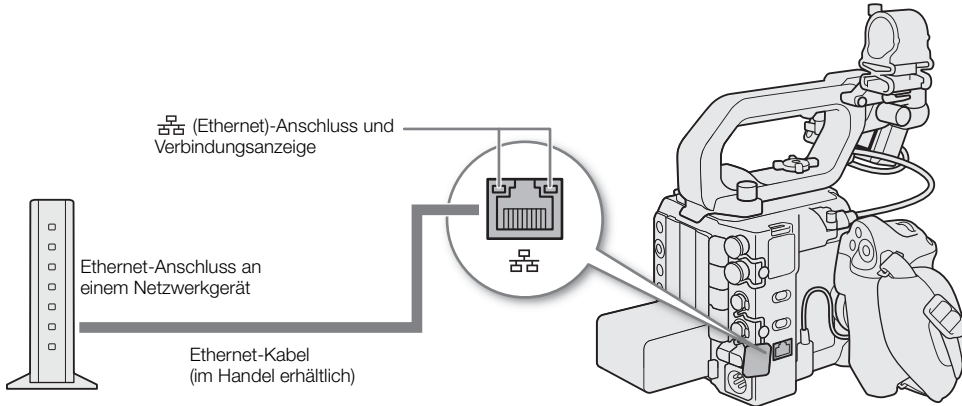 (Ethernet)-Anschluss und
Verbindungsanzeige
Ethernet-Anschluss an
einem Netzwerkgerät
Ethernet-Kabel
(im Handel erhältlich)